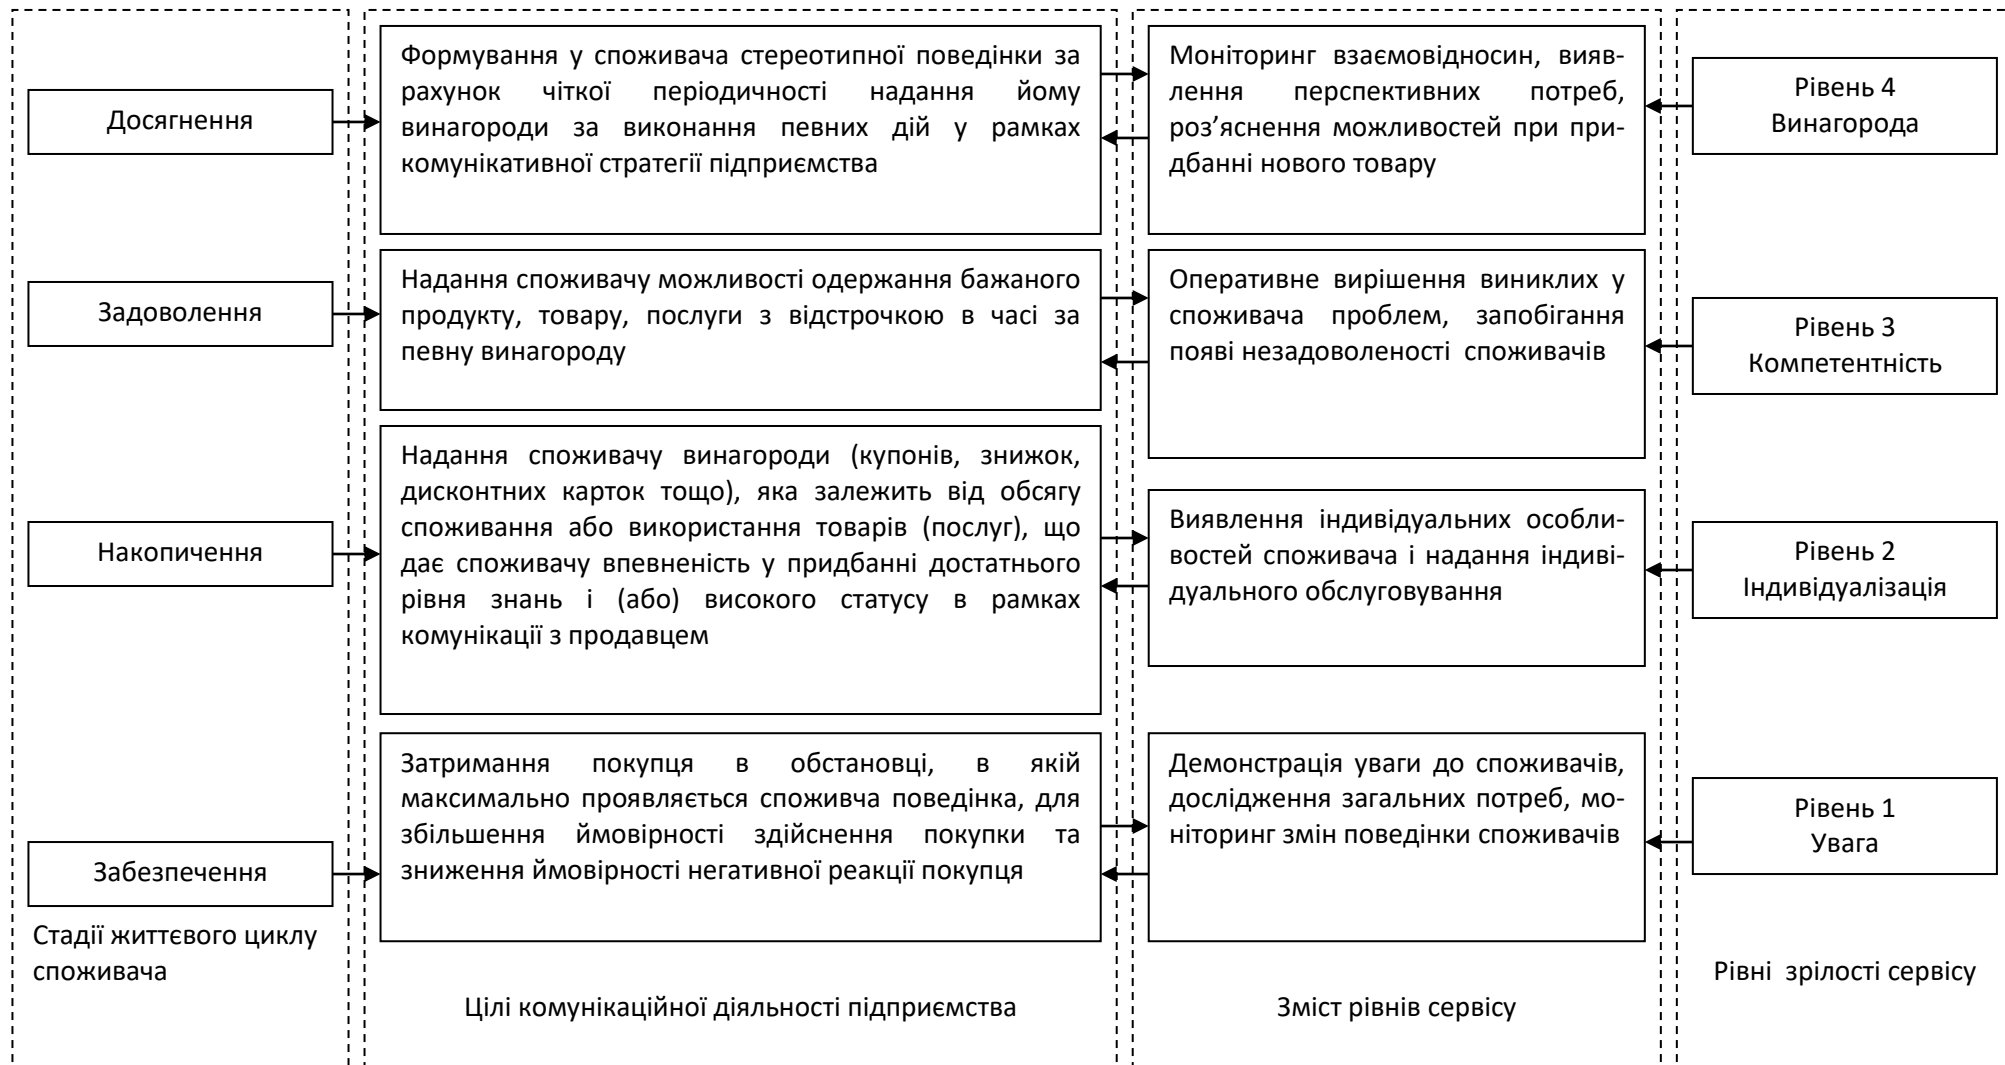 Досягнення
Формування у споживача стереотипної поведінки за
рахунок чіткої періодичності надання йому
винагороди за виконання певних дій у рамках
комунікативної стратегії підприємства
Моніторинг взаємовідносин, вияв-
лення перспективних потреб,
роз’яснення можливостей при при-
дбанні нового товару
Рівень 4
Винагорода
Задоволення
Надання споживачу можливості одержання бажаного
продукту, товару, послуги з відстрочкою в часі за
певну винагороду
Оперативне вирішення виниклих у
споживача проблем, запобігання
появі незадоволеності споживачів
Рівень 3
Компетентність
Накопичення
Надання споживачу винагороди (купонів, знижок,
дисконтних карток тощо), яка залежить від обсягу
споживання або використання товарів (послуг), що
дає споживачу впевненість у придбанні достатнього
рівня знань і (або) високого статусу в рамках
комунікації з продавцем
Виявлення індивідуальних особли-
востей споживача і надання індиві-
дуального обслуговування
Рівень 2
Індивідуалізація
Забезпечення
Затримання покупця в обстановці, в якій
максимально проявляється споживча поведінка, для
збільшення ймовірності здійснення покупки та
зниження ймовірності негативної реакції покупця
Демонстрація уваги до споживачів,
дослідження загальних потреб, мо-
ніторинг змін поведінки споживачів
Рівень 1
Увага
Стадії життєвого циклу
споживача
Цілі комунікаційної діяльності підприємства
Зміст рівнів сервісу
Рівні зрілості сервісу